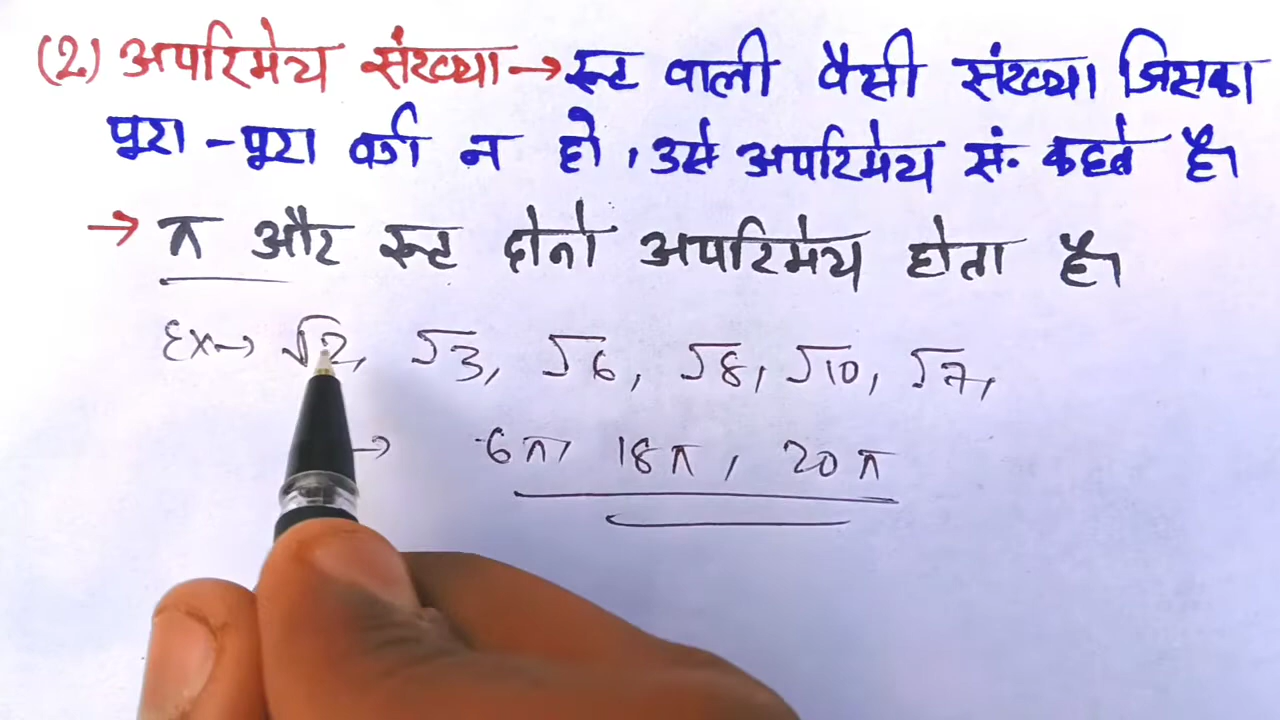 (2) अपरिमेय संख्या → रूट वाली वैसी संख्या जिसका
पूरा - पूरा वर्ग न हो, उसे अपरिमेय सं. कहते है।
→ π और रूट दोनो अपरिमेय होता है।
Ex → √2, √3, √6, √8, √10, √7,
→ 6π, 18π, 20π